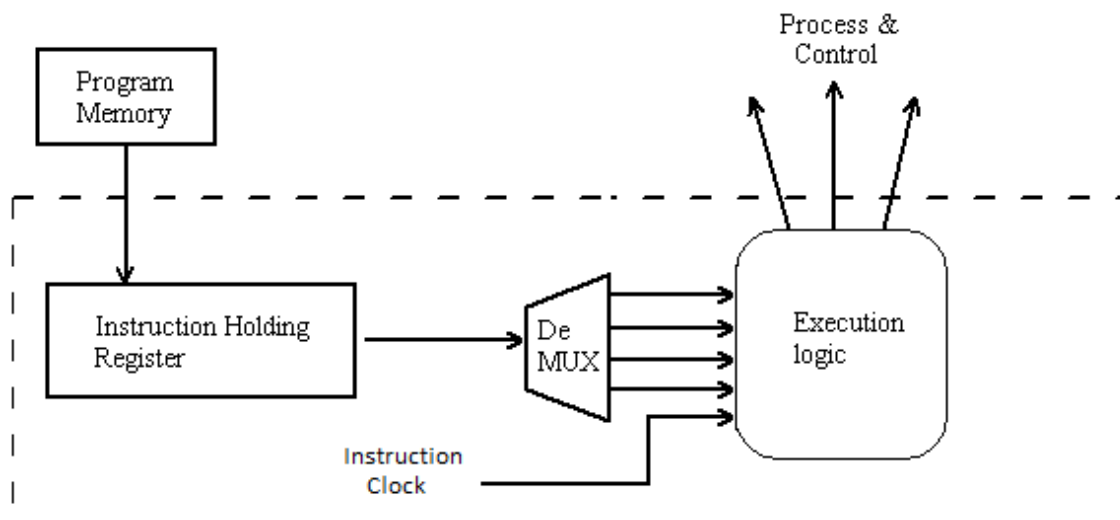 Process &
Control
Program
Memory
Instruction Holding
Register
De
MUX
Execution
logic
Instruction
Clock